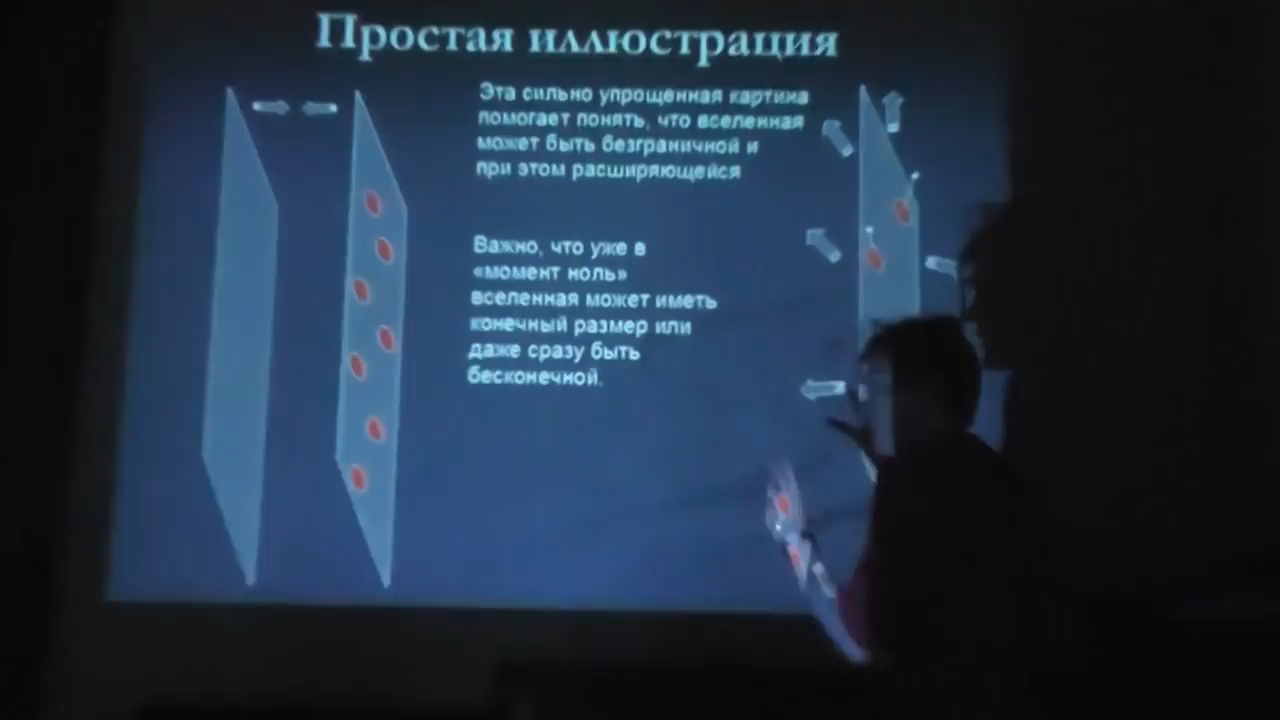 Простая иллюстрация
Эта сильно упрощенная картина
помогает понять, что вселенная
может быть безграничной и
при этом расширяющейся
Важно, что уже в
«момент ноль»
вселенная может иметь
конечный размер или
даже сразу быть
бесконечной.